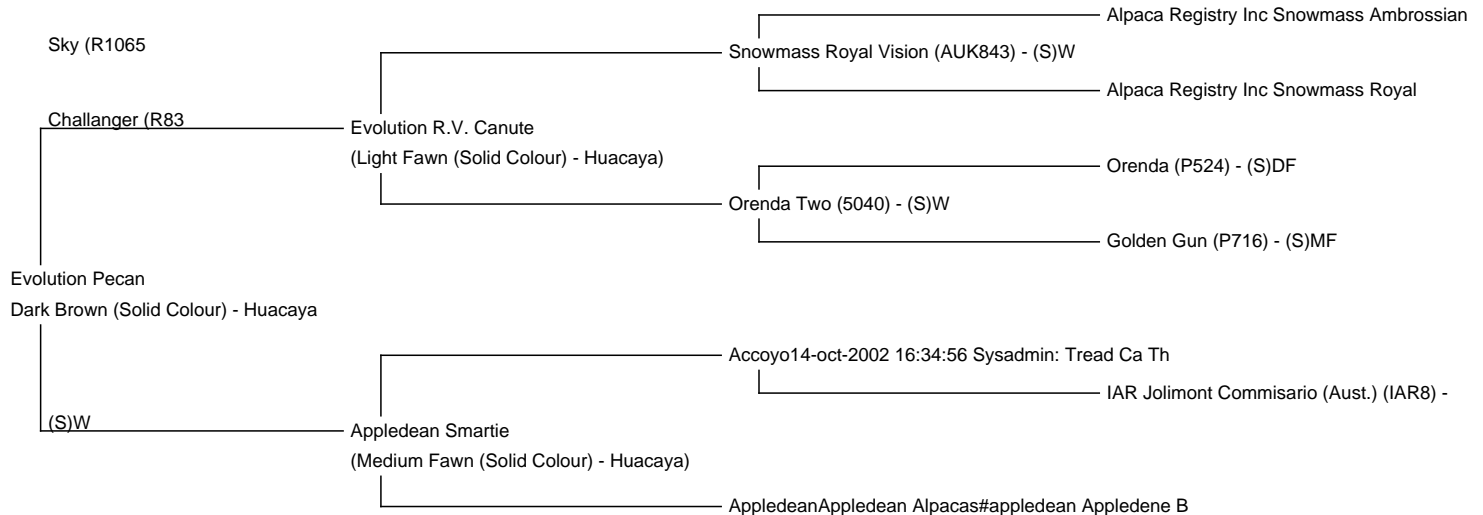 Alpaca Registry Inc Snowmass Ambrossian
Sky (R1065
Snowmass Royal Vision (AUK843) - (S)W
Alpaca Registry Inc Snowmass Royal
Challanger (R83
Evolution R.V. Canute
(Light Fawn (Solid Colour) - Huacaya)
Orenda (P524) - (S)DF
Orenda Two (5040) - (S)W
Golden Gun (P716) - (S)MF
Evolution Pecan
Dark Brown (Solid Colour) - Huacaya
Accoyo14-oct-2002 16:34:56 Sysadmin: Tread Ca Th
IAR Jolimont Commisario (Aust.) (IAR8) -
(S)W
Appledean Smartie
(Medium Fawn (Solid Colour) - Huacaya)
AppledeanAppledean Alpacas#appledean Appledene B